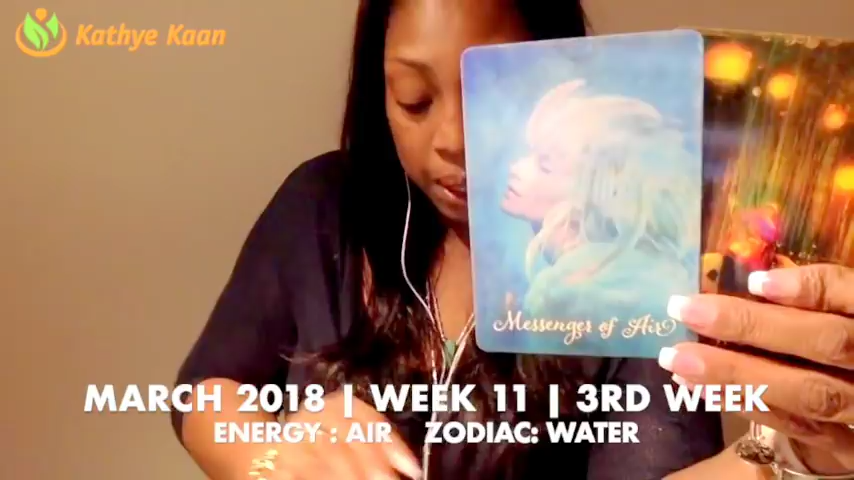 Kathye Kaan
Messenger of Air
MARCH 2018 | WEEK 11 | 3RD WEEK
ENERGY : AIR ZODIAC: WATER